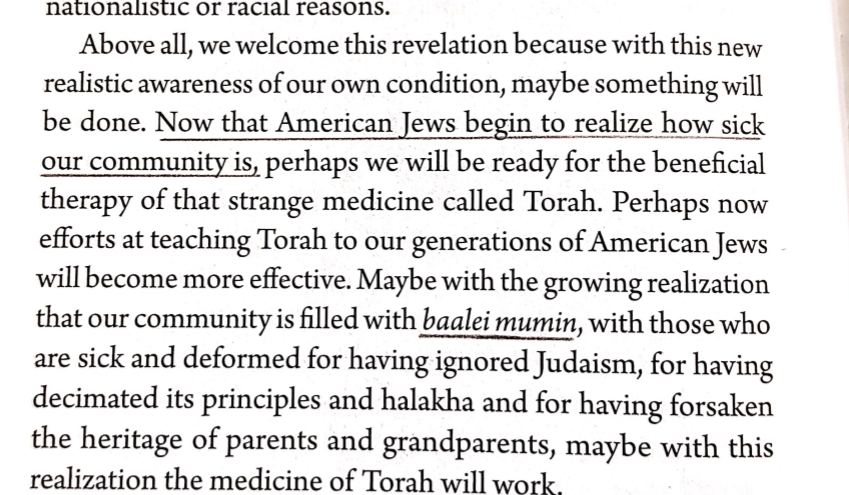 nationalistic or racial reasons.
Above all, we welcome this revelation because with this new
realistic awareness of our own condition, maybe something will
be done. Now that American Jews begin to realize how sick
our community is, perhaps we will be ready for the beneficial
therapy of that strange medicine called Torah. Perhaps now
efforts at teaching Torah to our generations of American Jews
will become more effective. Maybe with the growing realization
that our community is filled with baalei mumin, with those who
are sick and deformed for having ignored Judaism, for having
decimated its principles and halakha and for having forsaken
the heritage of parents and grandparents, maybe with this
realization the medicine of Torah will work.